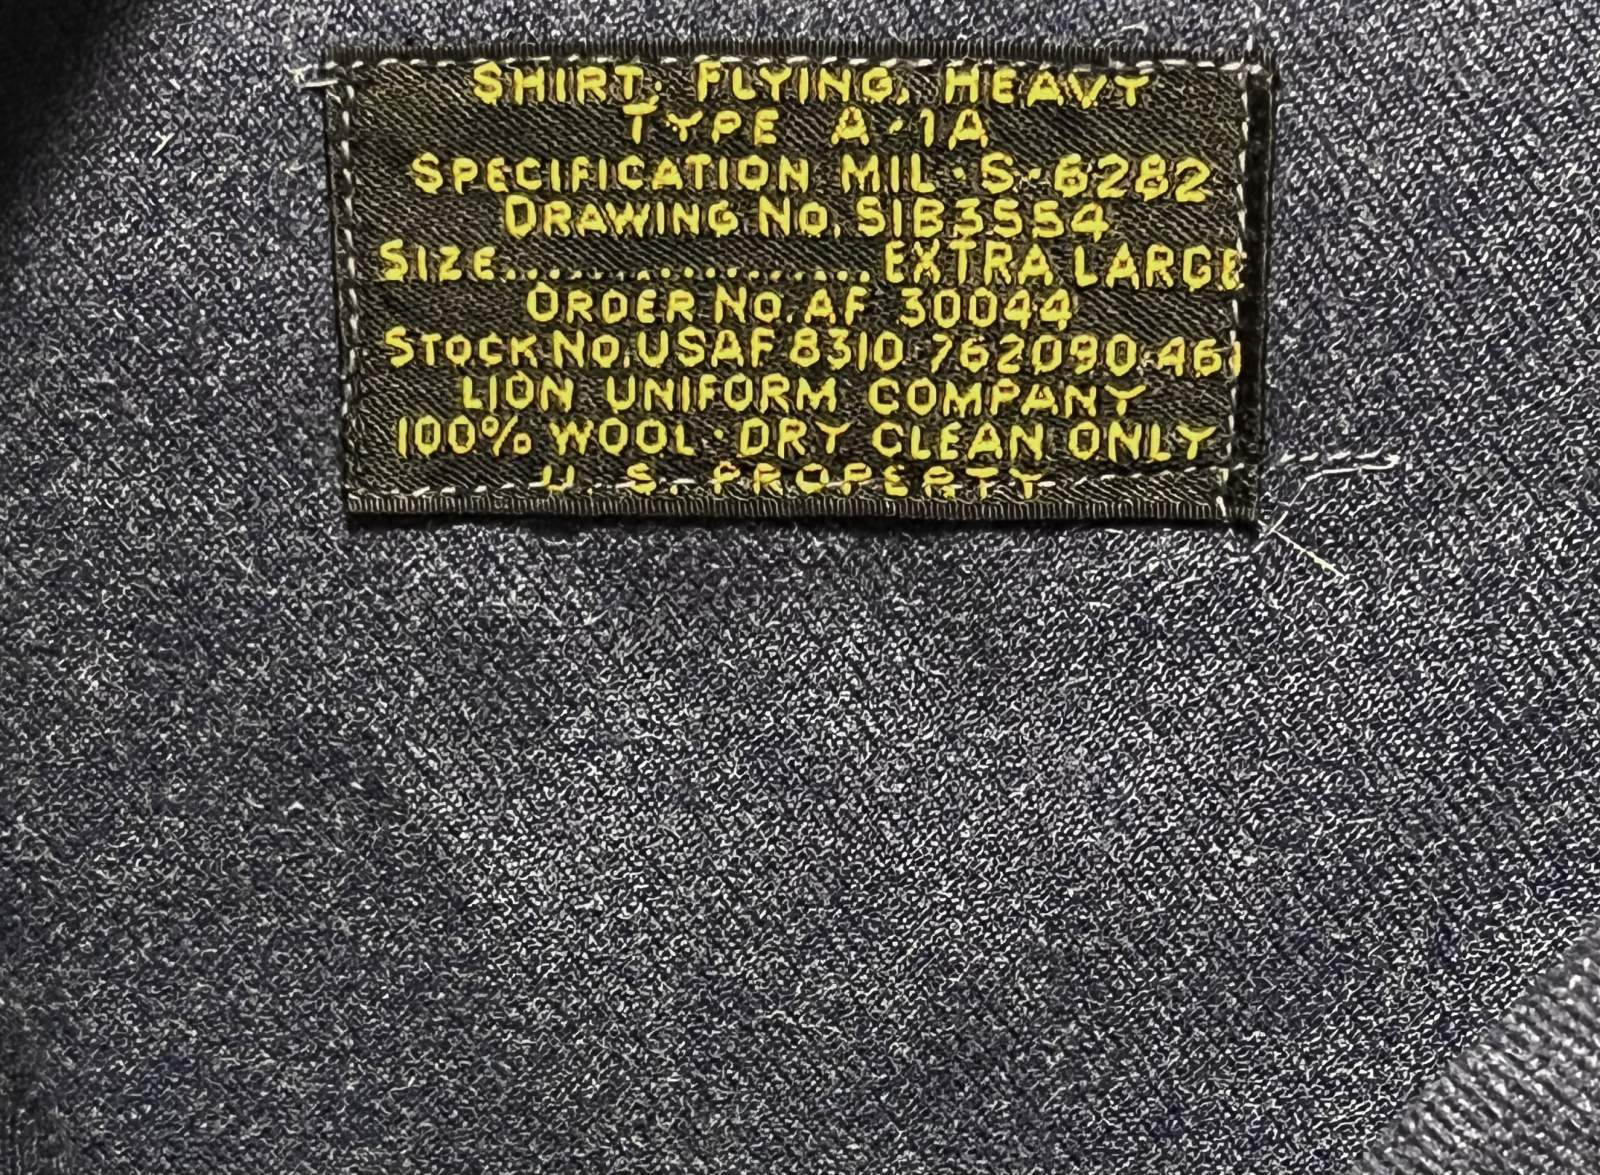 SHIRT, FLYING, HEAVY
TYPE A-1A
SPECIFICATION MIL-S-6282
DRAWING NO. S1B3554
SIZE..................EXTRA LARGE
ORDER NO. AF 30044
STOCK NO. USAF 8310-762090-461
LION UNIFORM COMPANY
100% WOOL · DRY CLEAN ONLY
U. S. PROPERTY